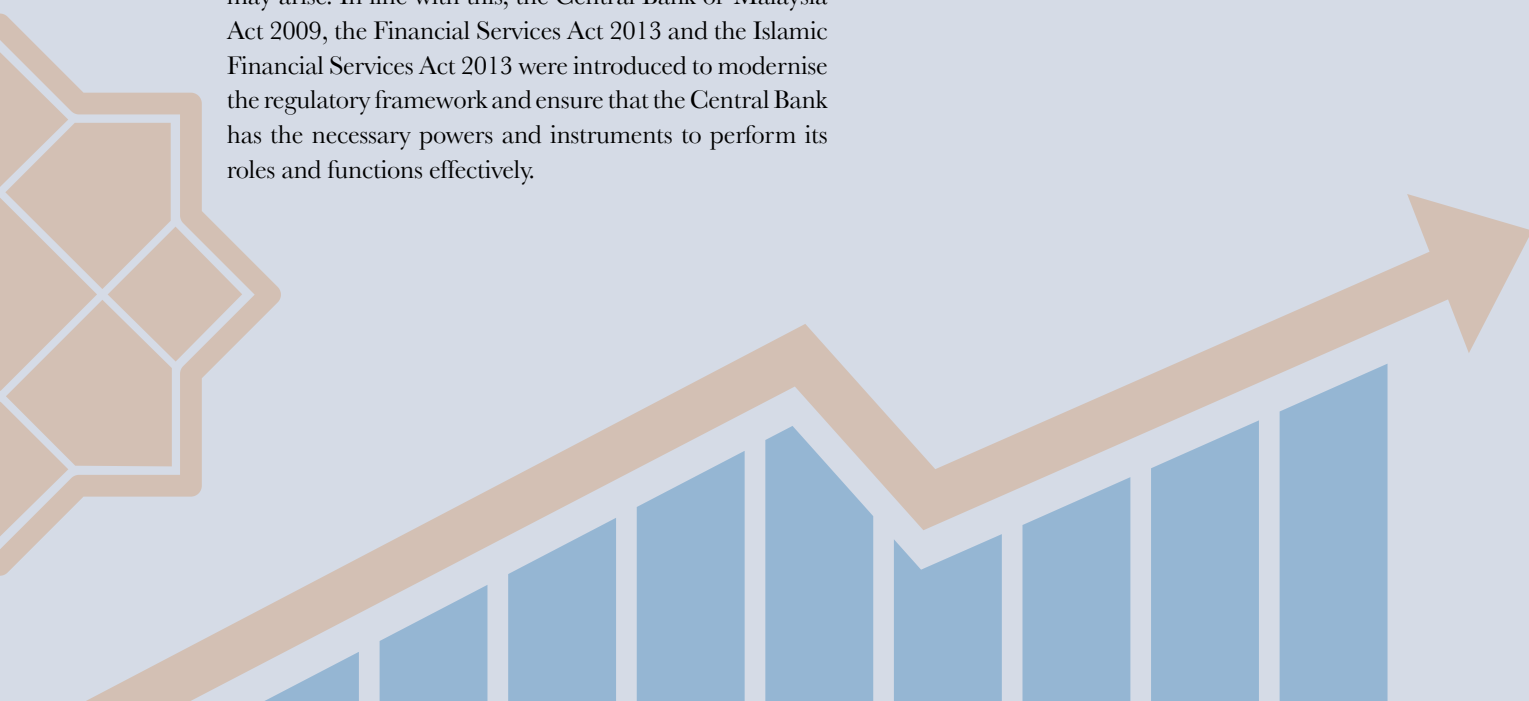 may arise. In line with this, the Central Bank of Malaysia
Act 2009, the Financial Services Act 2013 and the Islamic
Financial Services Act 2013 were introduced to modernise
the regulatory framework and ensure that the Central Bank
has the necessary powers and instruments to perform its
roles and functions effectively.